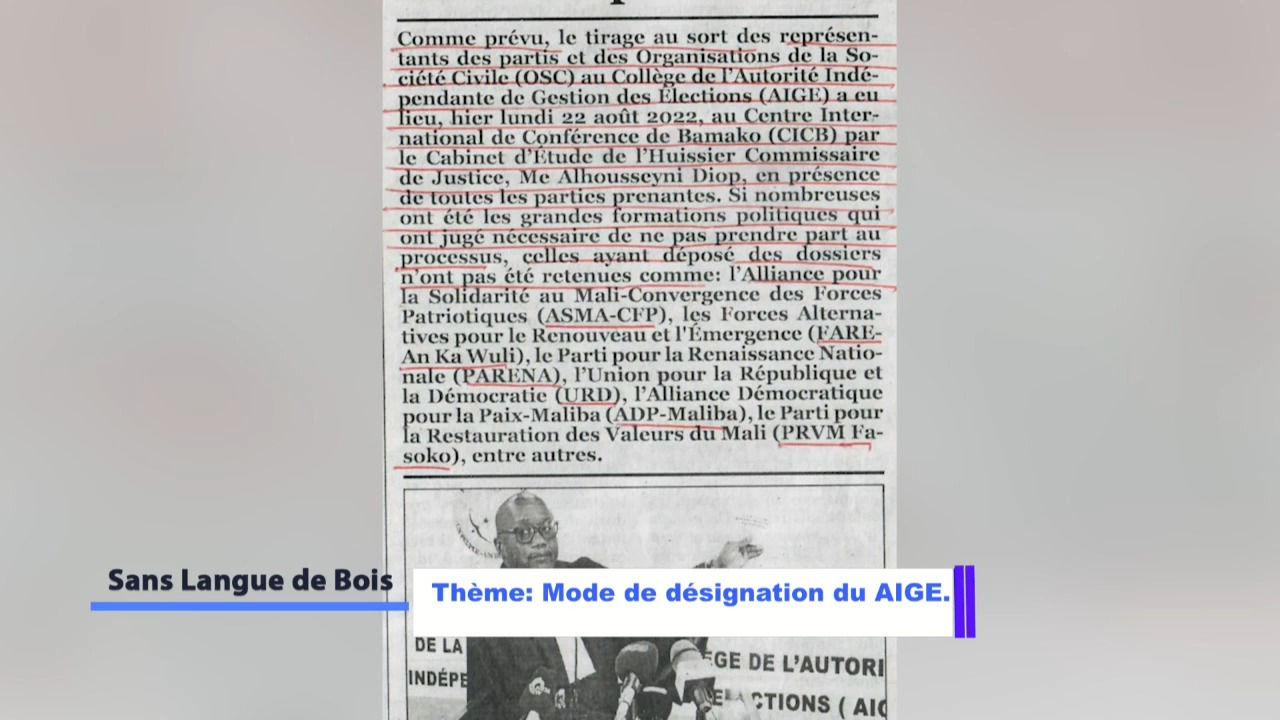 Comme prévu, le tirage au sort des représen-
tants des partis et des Organisations de la So-
ciété Civile (OSC) au Collège de l'Autorité Indé-
pendante de Gestion des Élections (AIGE) a eu
lieu, hier lundi 22 août 2022, au Centre Inter-
national de Conférence de Bamako (CICB) par
le Cabinet d'Étude de l'Huissier Commissaire
de Justice, Me Alhousseyni Diop, en présence
de toutes les parties prenantes. Si nombreuses
ont été les grandes formations politiques qui
ont jugé nécessaire de ne pas prendre part au
processus, celles ayant déposé des dossiers
n'ont pas été retenues comme: l'Alliance pour
la Solidarité au Mali-Convergence des Forces
Patriotiques (ASMA-CFP), les Forces Alterna-
tives pour le Renouveau et l'Émergence (FARE-
An Ka Wuli), le Parti pour la Renaissance Natio-
nale (PARENA), l'Union pour la République et
la Démocratie (URD), l'Alliance Démocratique
pour la Paix-Maliba (ADP-Maliba), le Parti pour
la Restauration des Valeurs du Mali (PRVM Fa-
soko), entre autres.
Sans Langue de Bois
Thème: Mode de désignation du AIGE.
DE LA
ÈGE DE L'AUTORI
INDÉPE
ECTIONS ( AIG